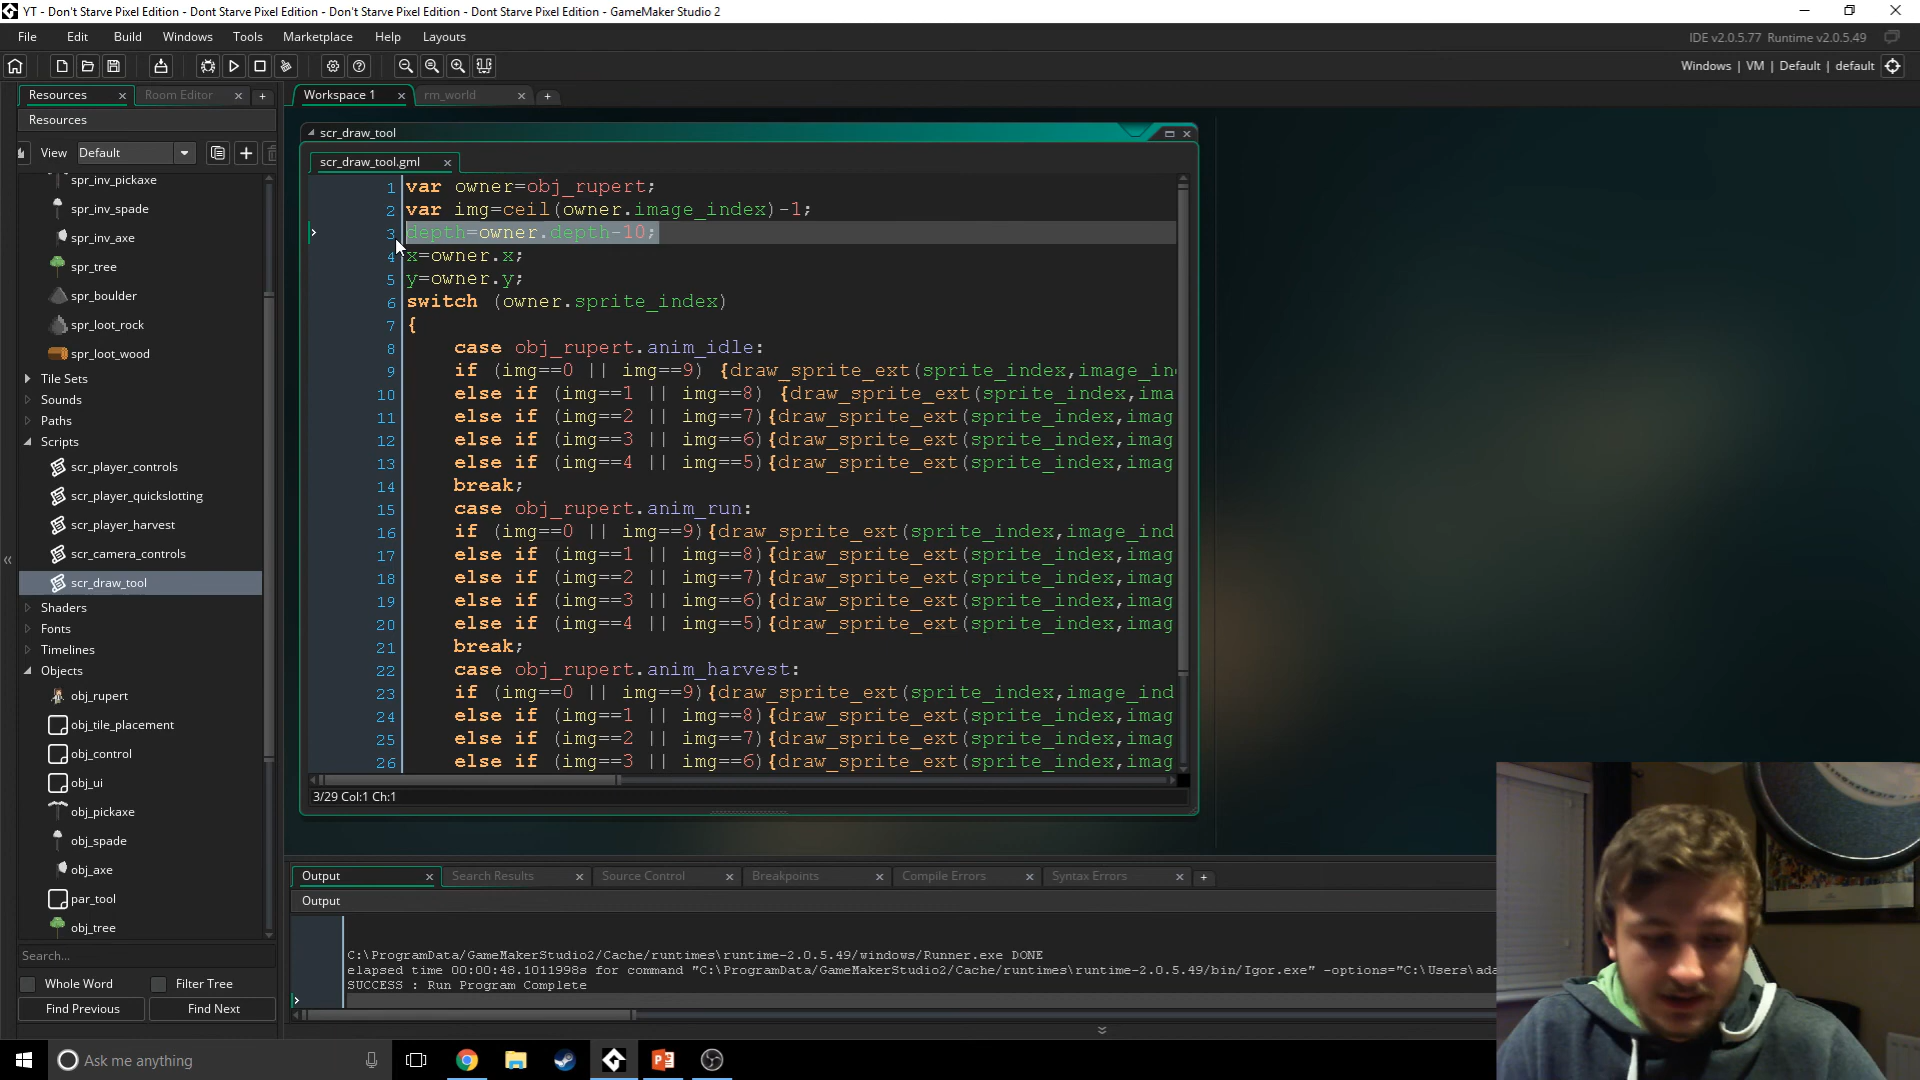 YT - Don't Starve Pixel Edition - Dont Starve Pixel Edition - Don't Starve Pixel Edition - Dont Starve Pixel Edition - GameMaker Studio 2
File Edit Build Windows Tools Marketplace Help Layouts
IDE v2.0.5.77 Runtime v2.0.5.49
Windows | VM | Default | default
Resources
Room Editor
Workspace 1
rm_world
Resources
View Default
spr_inv_pickaxe
spr_inv_spade
spr_inv_axe
spr_tree
spr_boulder
spr_loot_rock
spr_loot_wood
Tile Sets
Sounds
Paths
Scripts
scr_player_controls
scr_player_quickslotting
scr_player_harvest
scr_camera_controls
scr_draw_tool
Shaders
Fonts
Timelines
Objects
obj_rupert
obj_tile_placement
obj_control
obj_ui
obj_pickaxe
obj_spade
obj_axe
par_tool
obj_tree
Search...
Whole Word
Filter Tree
Find Previous
Find Next
scr_draw_tool
scr_draw_tool.gml
1 var owner=obj_rupert;
2 var img=ceil(owner.image_index)-1;
3 depth=owner.depth-10;
4 x=owner.x;
5 y=owner.y;
6 switch (owner.sprite_index)
7 {
8 case obj_rupert.anim_idle:
9 if (img==0 || img==9) {draw_sprite_ext(sprite_index,image_in
10 else if (img==1 || img==8) {draw_sprite_ext(sprite_index,ima
11 else if (img==2 || img==7){draw_sprite_ext(sprite_index,imag
12 else if (img==3 || img==6){draw_sprite_ext(sprite_index,imag
13 else if (img==4 || img==5){draw_sprite_ext(sprite_index,imag
14 break;
15 case obj_rupert.anim_run:
16 if (img==0 || img==9){draw_sprite_ext(sprite_index,image_ind
17 else if (img==1 || img==8){draw_sprite_ext(sprite_index,imag
18 else if (img==2 || img==7){draw_sprite_ext(sprite_index,imag
19 else if (img==3 || img==6){draw_sprite_ext(sprite_index,imag
20 else if (img==4 || img==5){draw_sprite_ext(sprite_index,imag
21 break;
22 case obj_rupert.anim_harvest:
23 if (img==0 || img==9){draw_sprite_ext(sprite_index,image_ind
24 else if (img==1 || img==8){draw_sprite_ext(sprite_index,imag
25 else if (img==2 || img==7){draw_sprite_ext(sprite_index,imag
26 else if (img==3 || img==6){draw_sprite_ext(sprite_index,imag
3/29 Col:1 Ch:1
Output Search Results Source Control Breakpoints Compile Errors Syntax Errors
Output
C:\ProgramData/GameMakerStudio2/Cache/runtimes\runtime-2.0.5.49/windows/Runner.exe DONE
elapsed time 00:00:48.1011998s for command "C:\ProgramData/GameMakerStudio2/Cache/runtimes\runtime-2.0.5.49/bin/Igor.exe" -options="C:\Users\ada
SUCCESS : Run Program Complete
Ask me anything